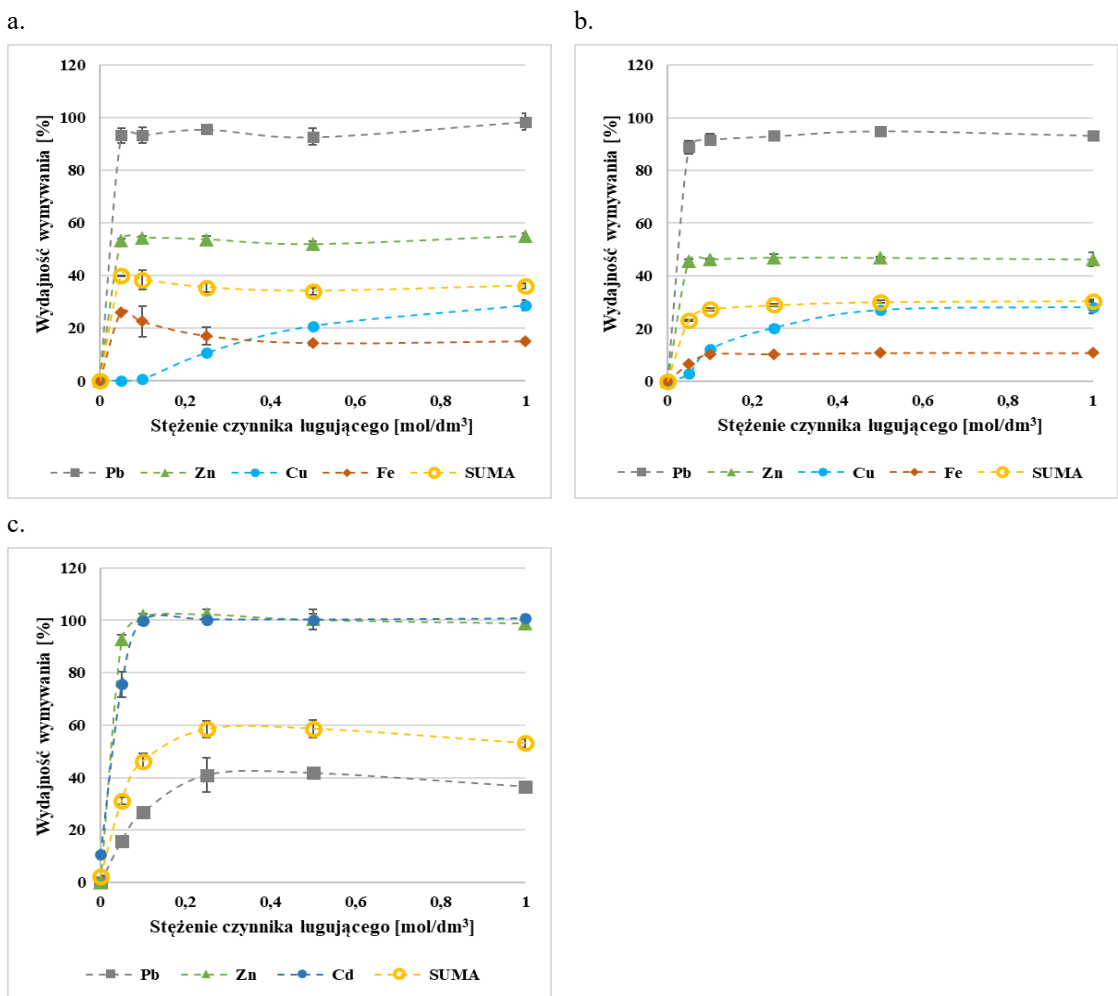 a.
120
100
80
60
40
20
0
Wydajność wymywania [%]
0 0,2 0,4 0,6 0,8 1
Stężenie czynnika ługującego [mol/dm³]
Pb Zn Cu Fe SUMA
b.
120
100
80
60
40
20
0
Wydajność wymywania [%]
0 0,2 0,4 0,6 0,8 1
Stężenie czynnika ługującego [mol/dm³]
Pb Zn Cu Fe SUMA
c.
120
100
80
60
40
20
0
Wydajność wymywania [%]
0 0,2 0,4 0,6 0,8 1
Stężenie czynnika ługującego [mol/dm³]
Pb Zn Cd SUMA